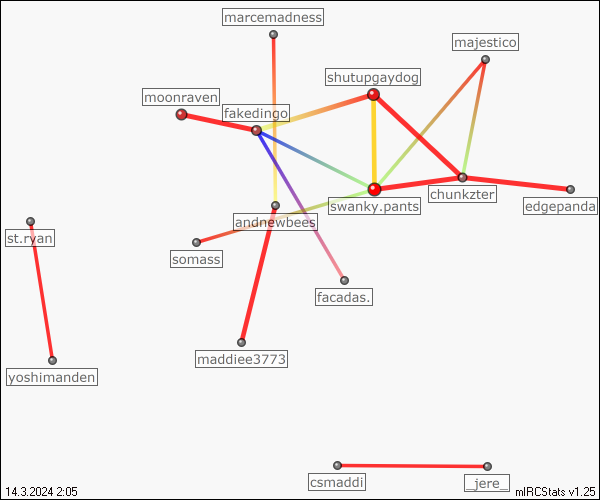 marcemadness
majestico
shutupgaydog
moonraven
fakedingo
chunkzter
swanky.pants
edgepanda
andnewbees
st.ryan
somass
facadas.
maddiee3773
yoshimanden
csmaddi
_jere_
14.3.2024 2:05
mIRCStats v1.25